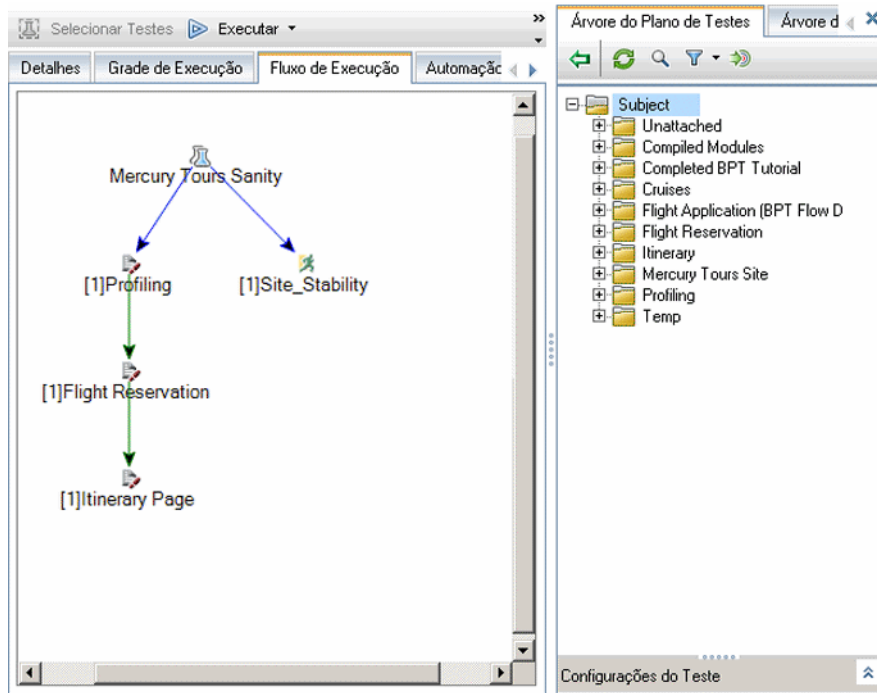 Selecionar Testes Executar
Detalhes Grade de Execução Fluxo de Execução Automação
Mercury Tours Sanity
[1]Profiling [1]Site_Stability
[1]Flight Reservation
[1]Itinerary Page
Árvore do Plano de Testes Árvore d
Subject
Unattached
Compiled Modules
Completed BPT Tutorial
Cruises
Flight Application (BPT Flow D
Flight Reservation
Itinerary
Mercury Tours Site
Profiling
Temp
Configurações do Teste